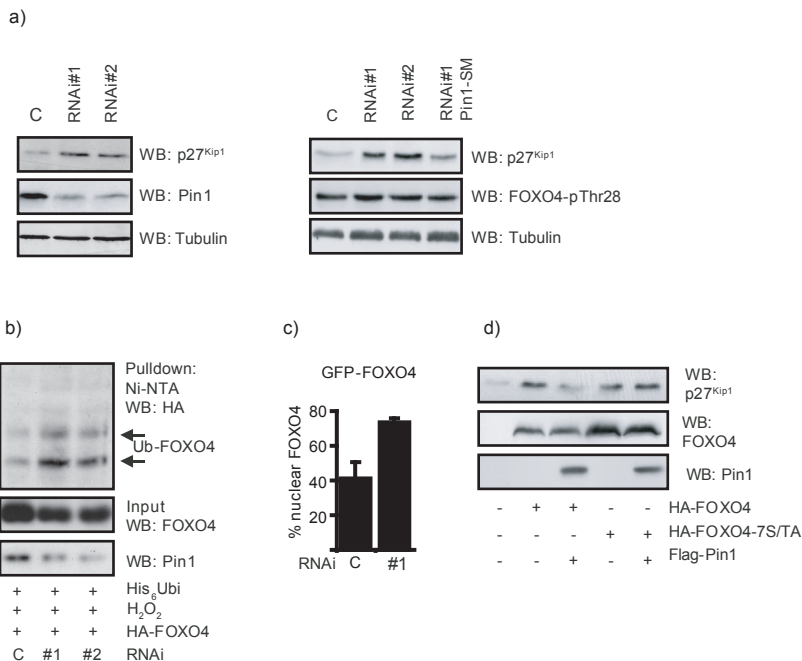 a)
C
RNAi#1
RNAi#2
WB: p27Kip1
WB: Pin1
WB: Tubulin
C
RNAi#1
RNAi#2
RNAi#1
Pin1-SM
WB: p27Kip1
WB: FOXO4-pThr28
WB: Tubulin
b)
Pulldown:
Ni-NTA
WB: HA
Ub-FOXO4
Input
WB: FOXO4
WB: Pin1
+ + + His6Ubi
+ + + H2O2
+ + + HA-FOXO4
C #1 #2 RNAi
c)
GFP-FOXO4
% nuclear FOXO4
80
60
40
20
RNAi C #1
d)
WB:
p27Kip1
WB:
FOXO4
WB: Pin1
- + + - - HA-FOXO4
- - - + + HA-FOXO4-7S/TA
- - + - + Flag-Pin1